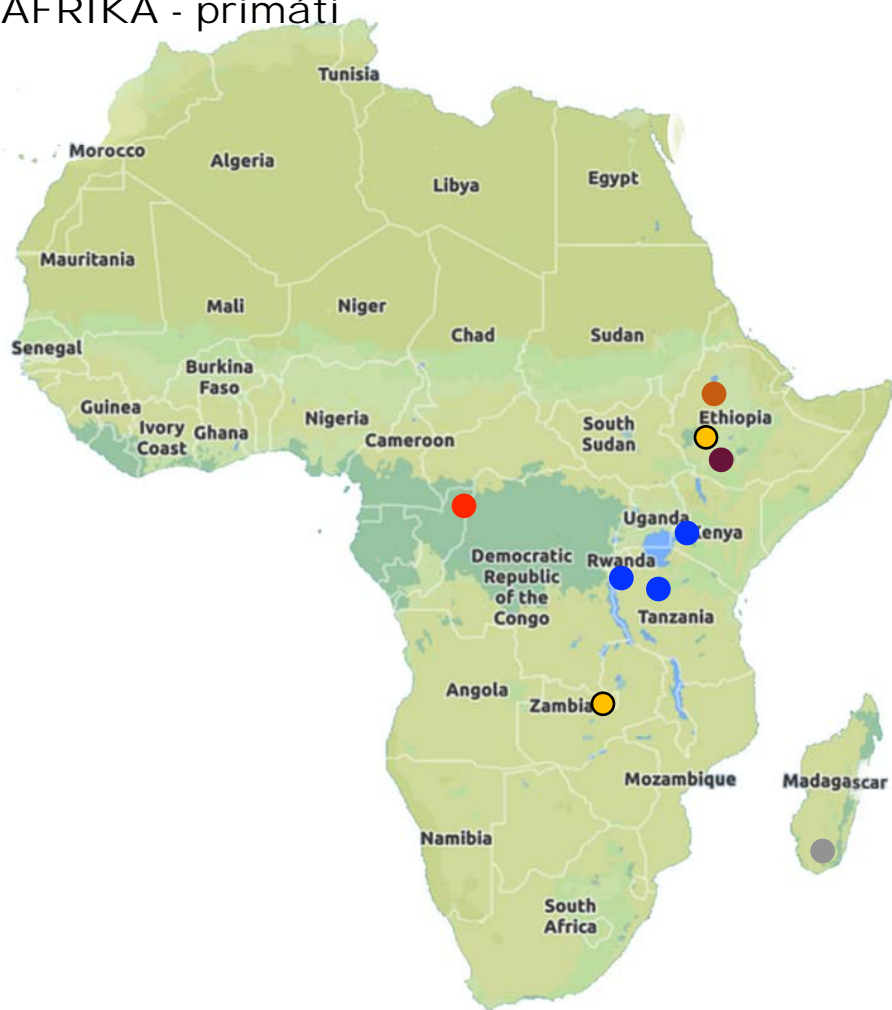 AFRIKA - primáti
Tunisia
Morocco
Algeria
Libya
Egypt
Mauritania
Mali
Niger
Chad
Sudan
Senegal
Burkina
Faso
Guinea
Ivory
Coast
Ghana
Nigeria
Cameroon
South
Sudan
Ethiopia
Uganda
Kenya
Democratic
Republic
of the
Congo
Rwanda
Tanzania
Angola
Zambia
Mozambique
Madagascar
Namibia
South
Africa